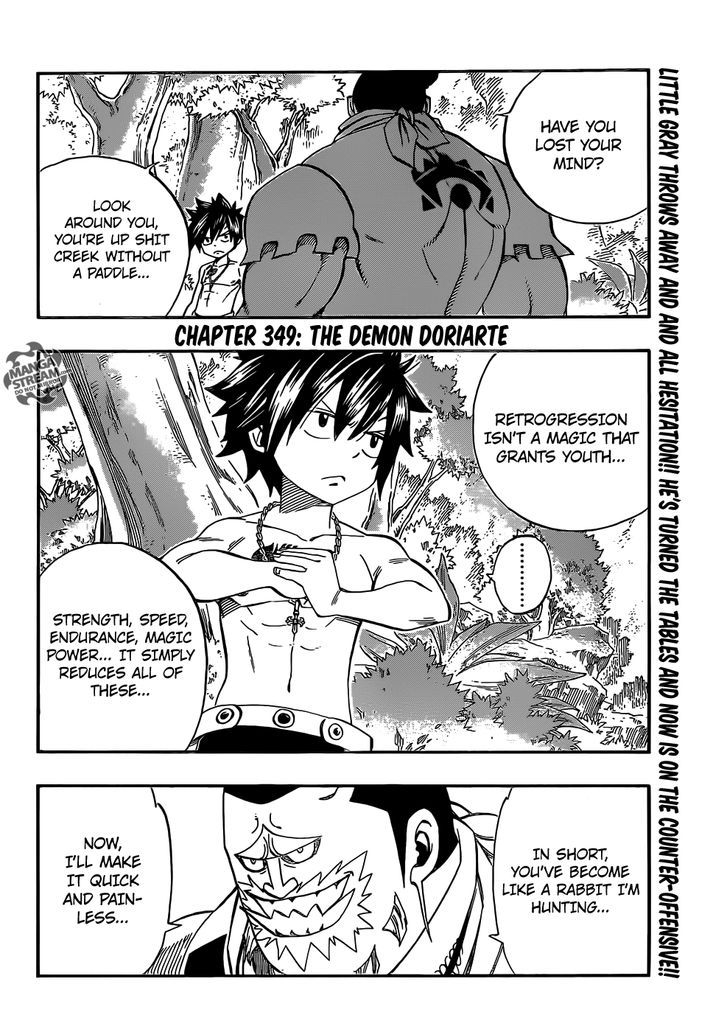 HAVE YOU
LOST YOUR
MIND?
LOOK
AROUND YOU,
YOU'RE UP SHIT
CREEK WITHOUT
A PADDLE...
LITTLE GRAY THROWS AWAY AND AND ALL HESITATION!! HE'S TURNED THE TABLES AND NOW IS ON THE COUNTER-OFFENSIVE!!
CHAPTER 349: THE DEMON DORIARTE
MANGA
STREAM
RETROGRESSION
ISN'T A MAGIC THAT
GRANTS YOUTH...
.........
STRENGTH, SPEED,
ENDURANCE, MAGIC
POWER... IT SIMPLY
REDUCES ALL OF
THESE...
IN SHORT,
YOU'VE BECOME
LIKE A RABBIT I'M
HUNTING...
NOW,
I'LL MAKE
IT QUICK
AND PAIN-
LESS...